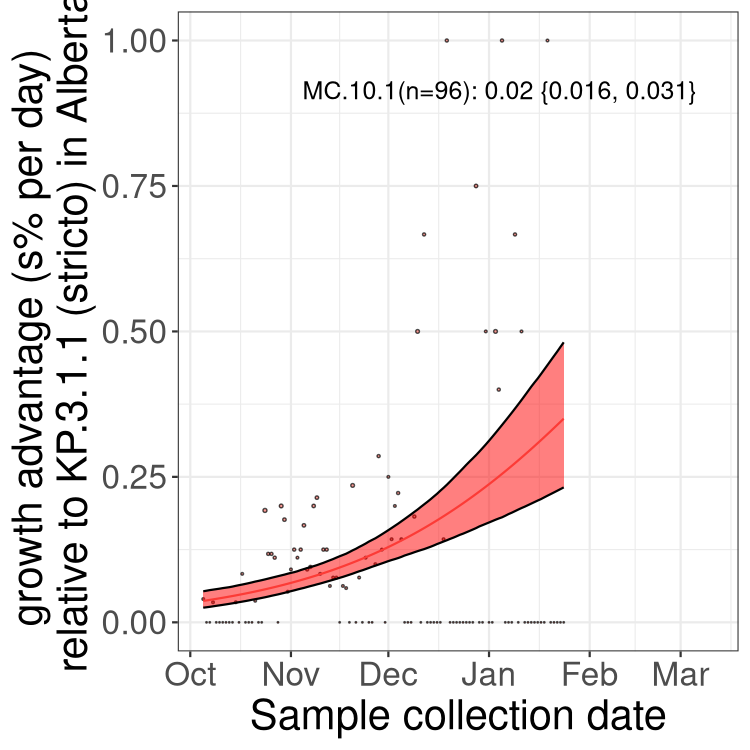 growth advantage (s% per day)
relative to KP.3.1.1 (stricto) in Alberta
1.00
0.75
0.50
0.25
0.00
MC.10.1(n=96): 0.02 {0.016, 0.031}
Oct Nov Dec Jan Feb Mar
Sample collection date